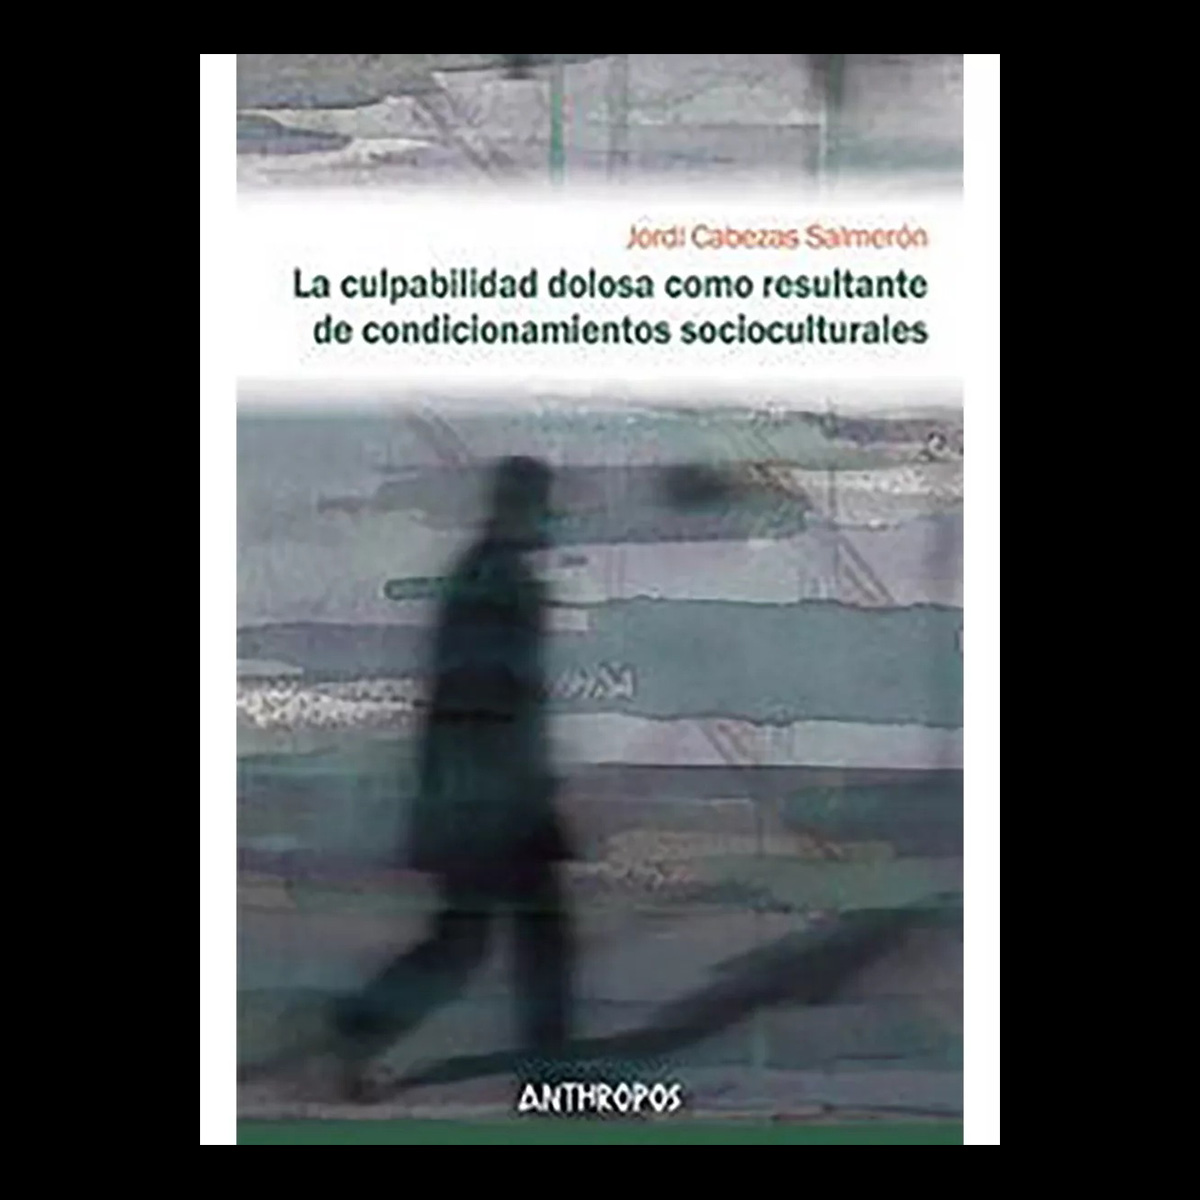 Jordi Cabezas Salmerón
La culpabilidad dolosa como resultante
de condicionamientos socioculturales
ANTHROPOS